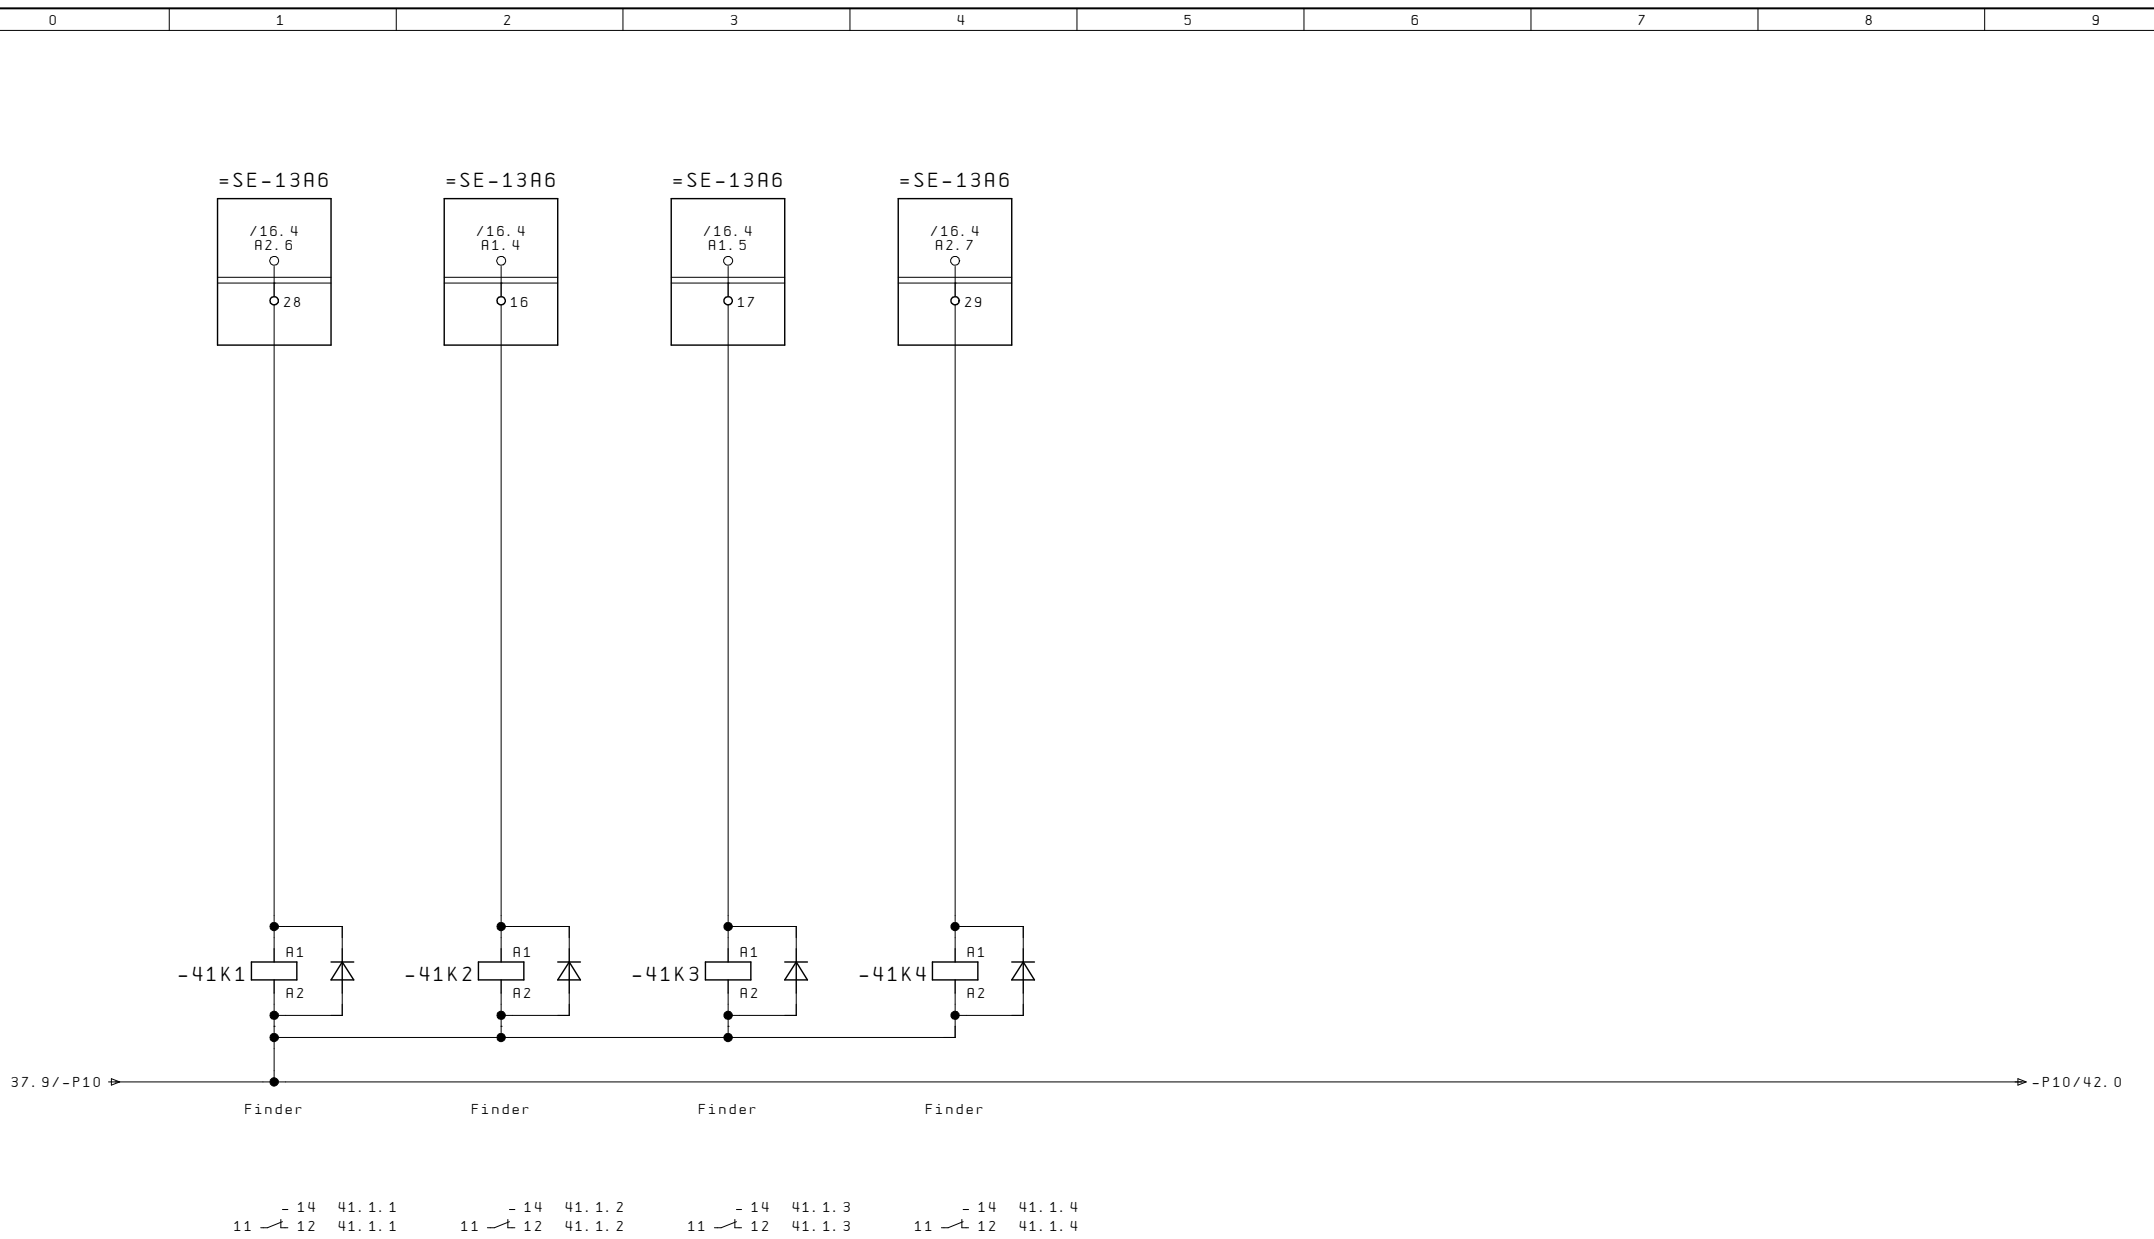 0 1 2 3 4 5 6 7 8 9
=SE-13A6 =SE-13A6 =SE-13A6 =SE-13A6
/16.4 /16.4 /16.4 /16.4
A2.6 A1.4 A1.5 A2.7
28 16 17 29
A1 A1 A1 A1
-41K1 -41K2 -41K3 -41K4
A2 A2 A2 A2
37.9/-P10 -P10/42.0
Finder Finder Finder Finder
- 14 41.1.1 - 14 41.1.2 - 14 41.1.3 - 14 41.1.4
11 12 41.1.1 11 12 41.1.2 11 12 41.1.3 11 12 41.1.4